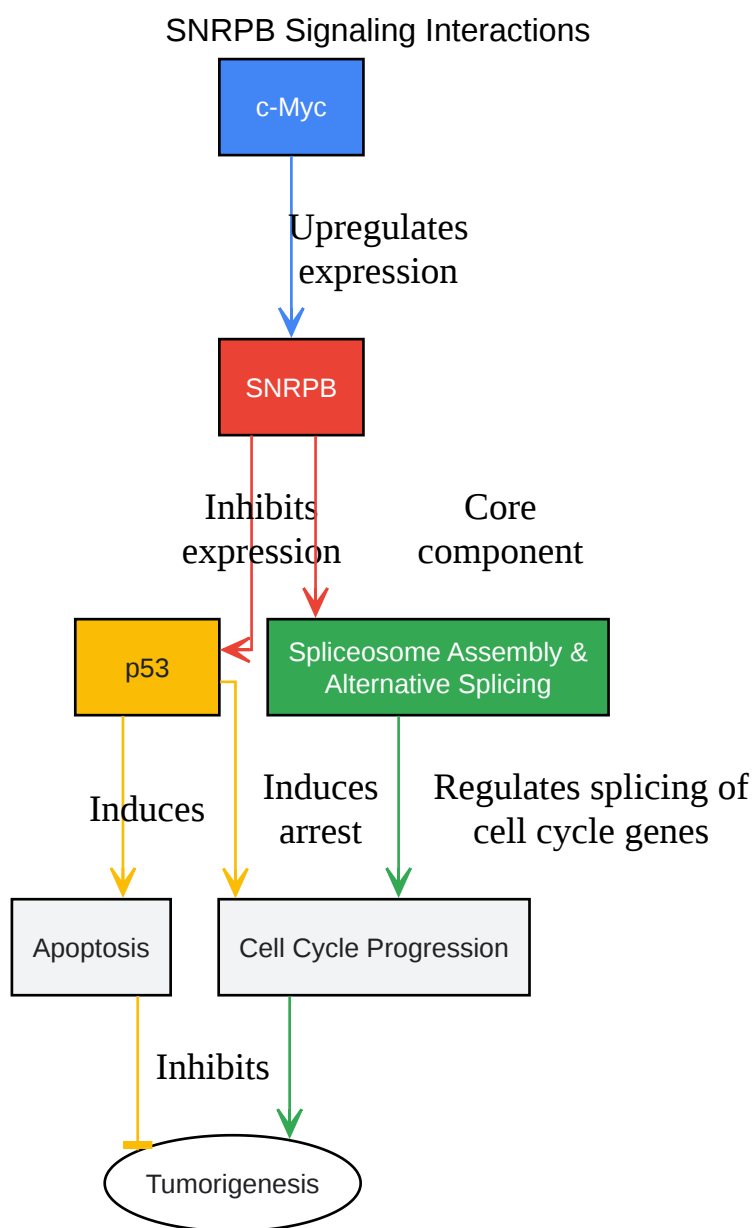 SNRPB Signaling Interactions
c-Myc
Upregulates
expression
SNRPB
Inhibits
expression
Core
component
p53
Spliceosome Assembly &
Alternative Splicing
Induces
Induces
arrest
Regulates splicing of
cell cycle genes
Apoptosis
Cell Cycle Progression
Inhibits
Tumorigenesis